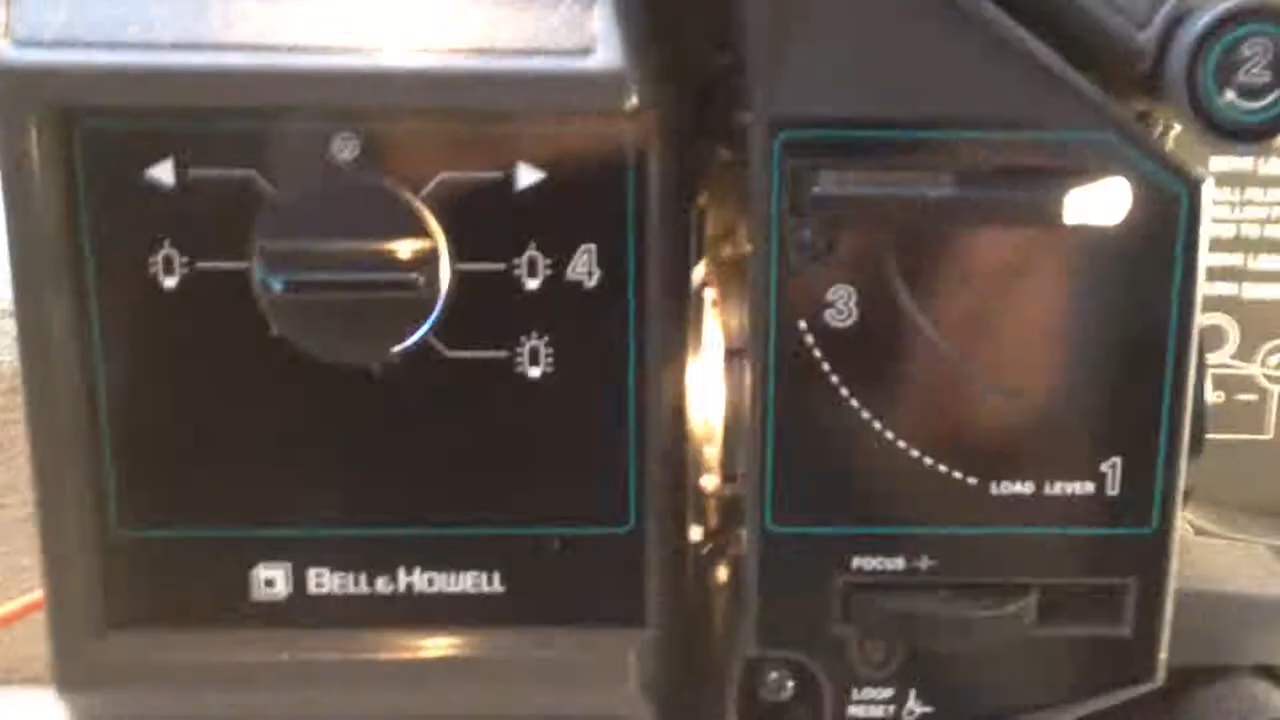 2
4
3
LOAD LEVER 1
BELL & HOWELL
FOCUS
LOOP
RESET